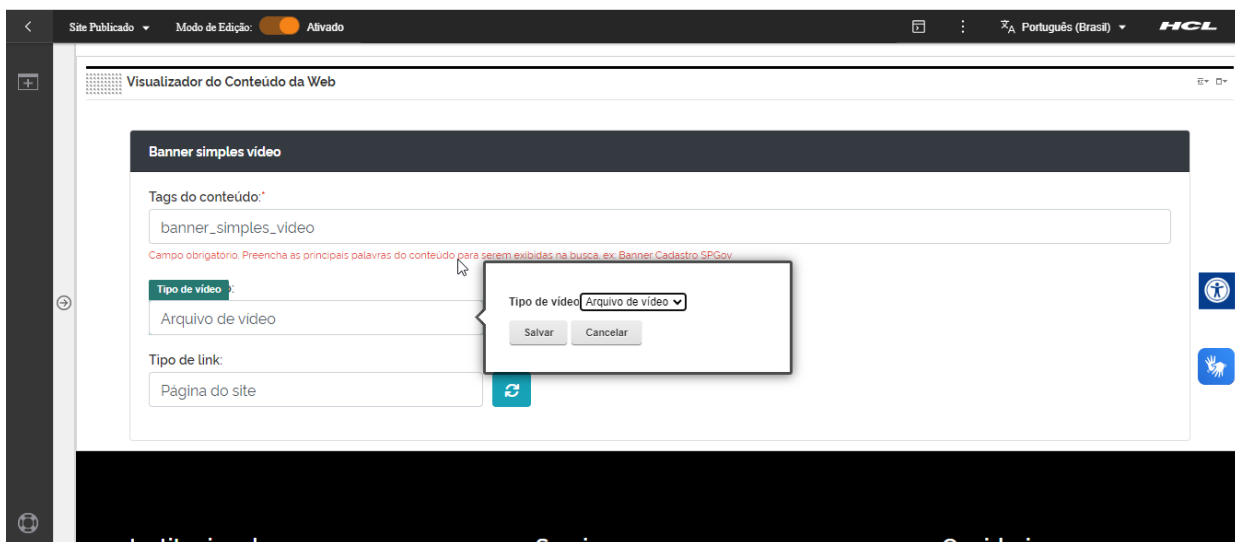 Site Publicado
Modo de Edição:
Ativado
Português (Brasil)
HCL
Visualizador do Conteúdo da Web
Banner simples vídeo
Tags do conteúdo:*
banner_simples_video
Campo obrigatório. Preencha as principais palavras do conteúdo para serem exibidas na busca, ex: Banner Cadastro SPGov
Tipo de vídeo
Arquivo de vídeo
Tipo de vídeo
Arquivo de vídeo
Salvar
Cancelar
Tipo de link:
Página do site